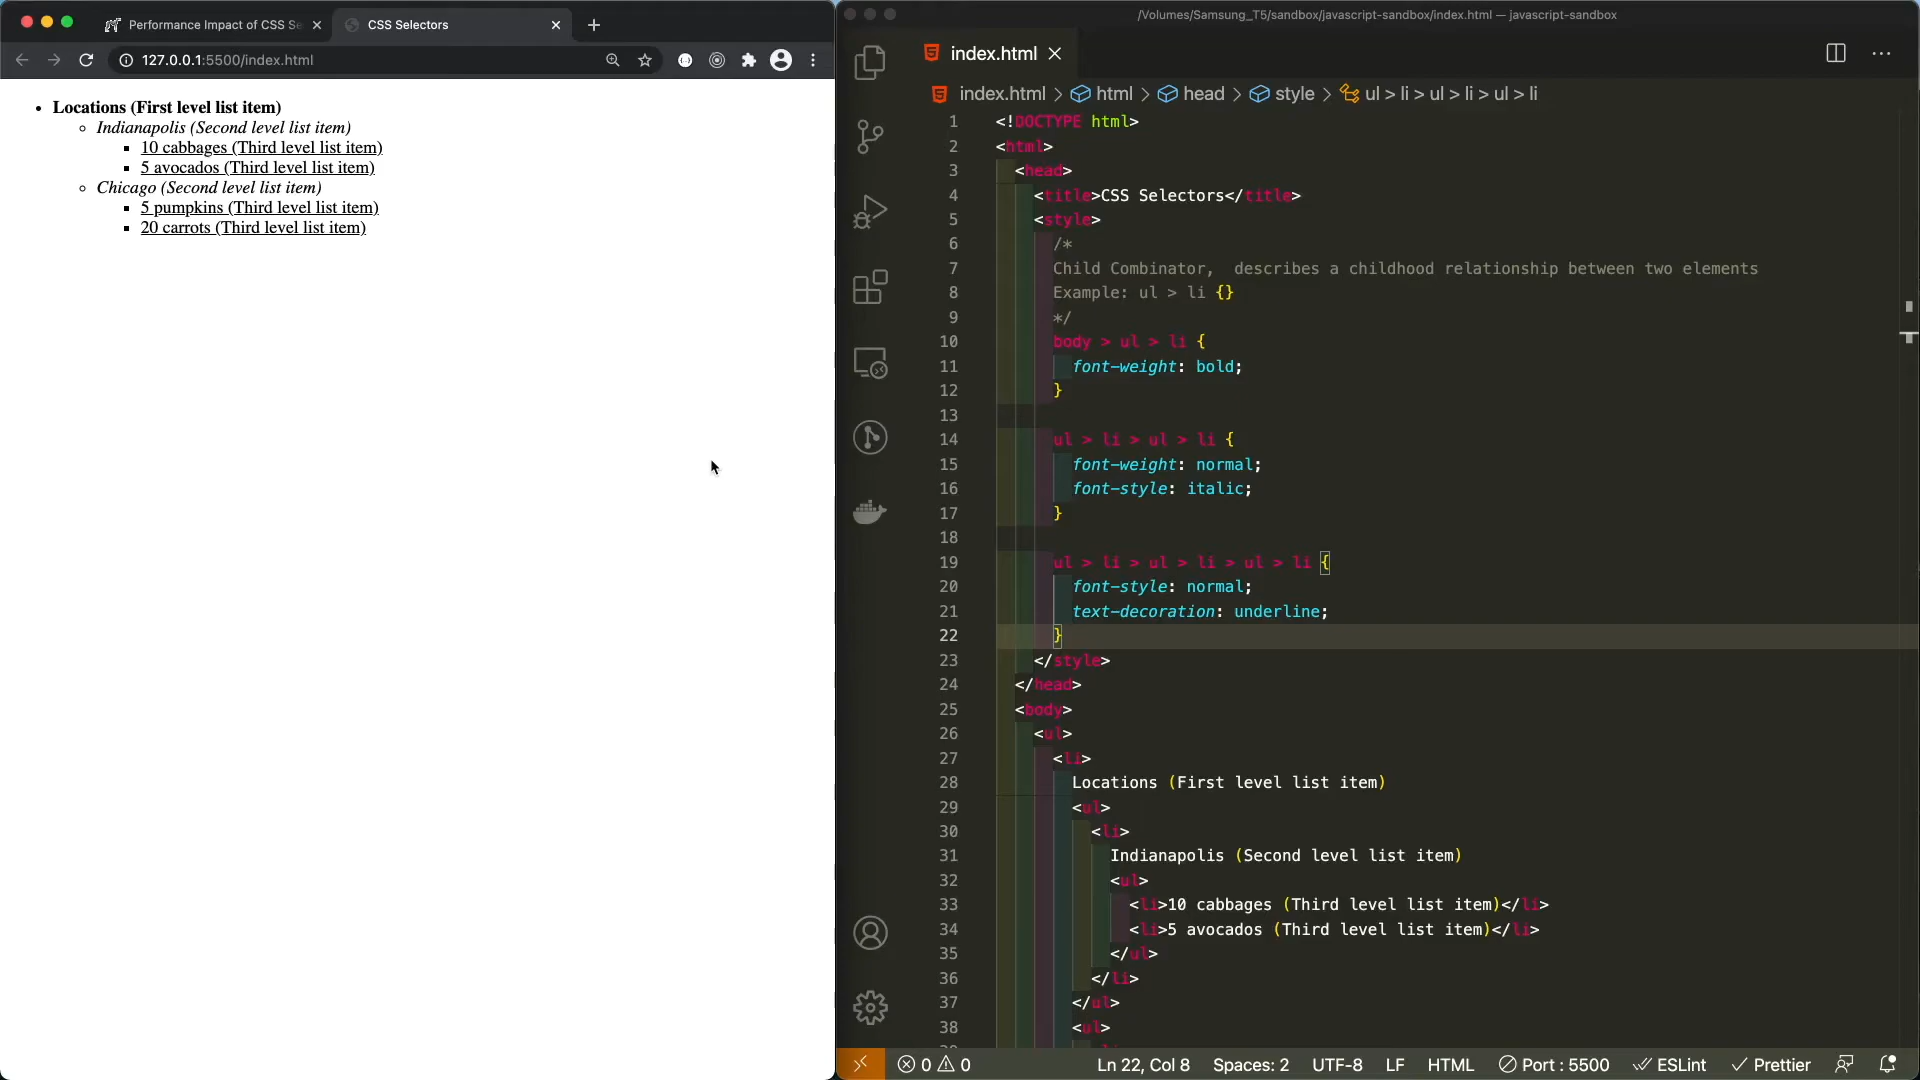 Performance Impact of CSS Se
CSS Selectors
127.0.0.1:5500/index.html
Locations (First level list item)
Indianapolis (Second level list item)
10 cabbages (Third level list item)
5 avocados (Third level list item)
Chicago (Second level list item)
5 pumpkins (Third level list item)
20 carrots (Third level list item)
/Volumes/Samsung_T5/sandbox/javascript-sandbox/index.html — javascript-sandbox
index.html
index.html > html > head > style > ul > li > ul > li > ul > li
1 <!DOCTYPE html>
2 <html>
3 <head>
4 <title>CSS Selectors</title>
5 <style>
6 /*
7 Child Combinator,  describes a childhood relationship between two elements
8 Example: ul > li {}
9 */
10 body > ul > li {
11 font-weight: bold;
12 }
13
14 ul > li > ul > li {
15 font-weight: normal;
16 font-style: italic;
17 }
18
19 ul > li > ul > li > ul > li {
20 font-style: normal;
21 text-decoration: underline;
22 }
23 </style>
24 </head>
25 <body>
26 <ul>
27 <li>
28 Locations (First level list item)
29 <ul>
30 <li>
31 Indianapolis (Second level list item)
32 <ul>
33 <li>10 cabbages (Third level list item)</li>
34 <li>5 avocados (Third level list item)</li>
35 </ul>
36 </li>
37 </ul>
38 <ul>
0 0 Ln 22, Col 8 Spaces: 2 UTF-8 LF HTML Port : 5500 ESLint Prettier